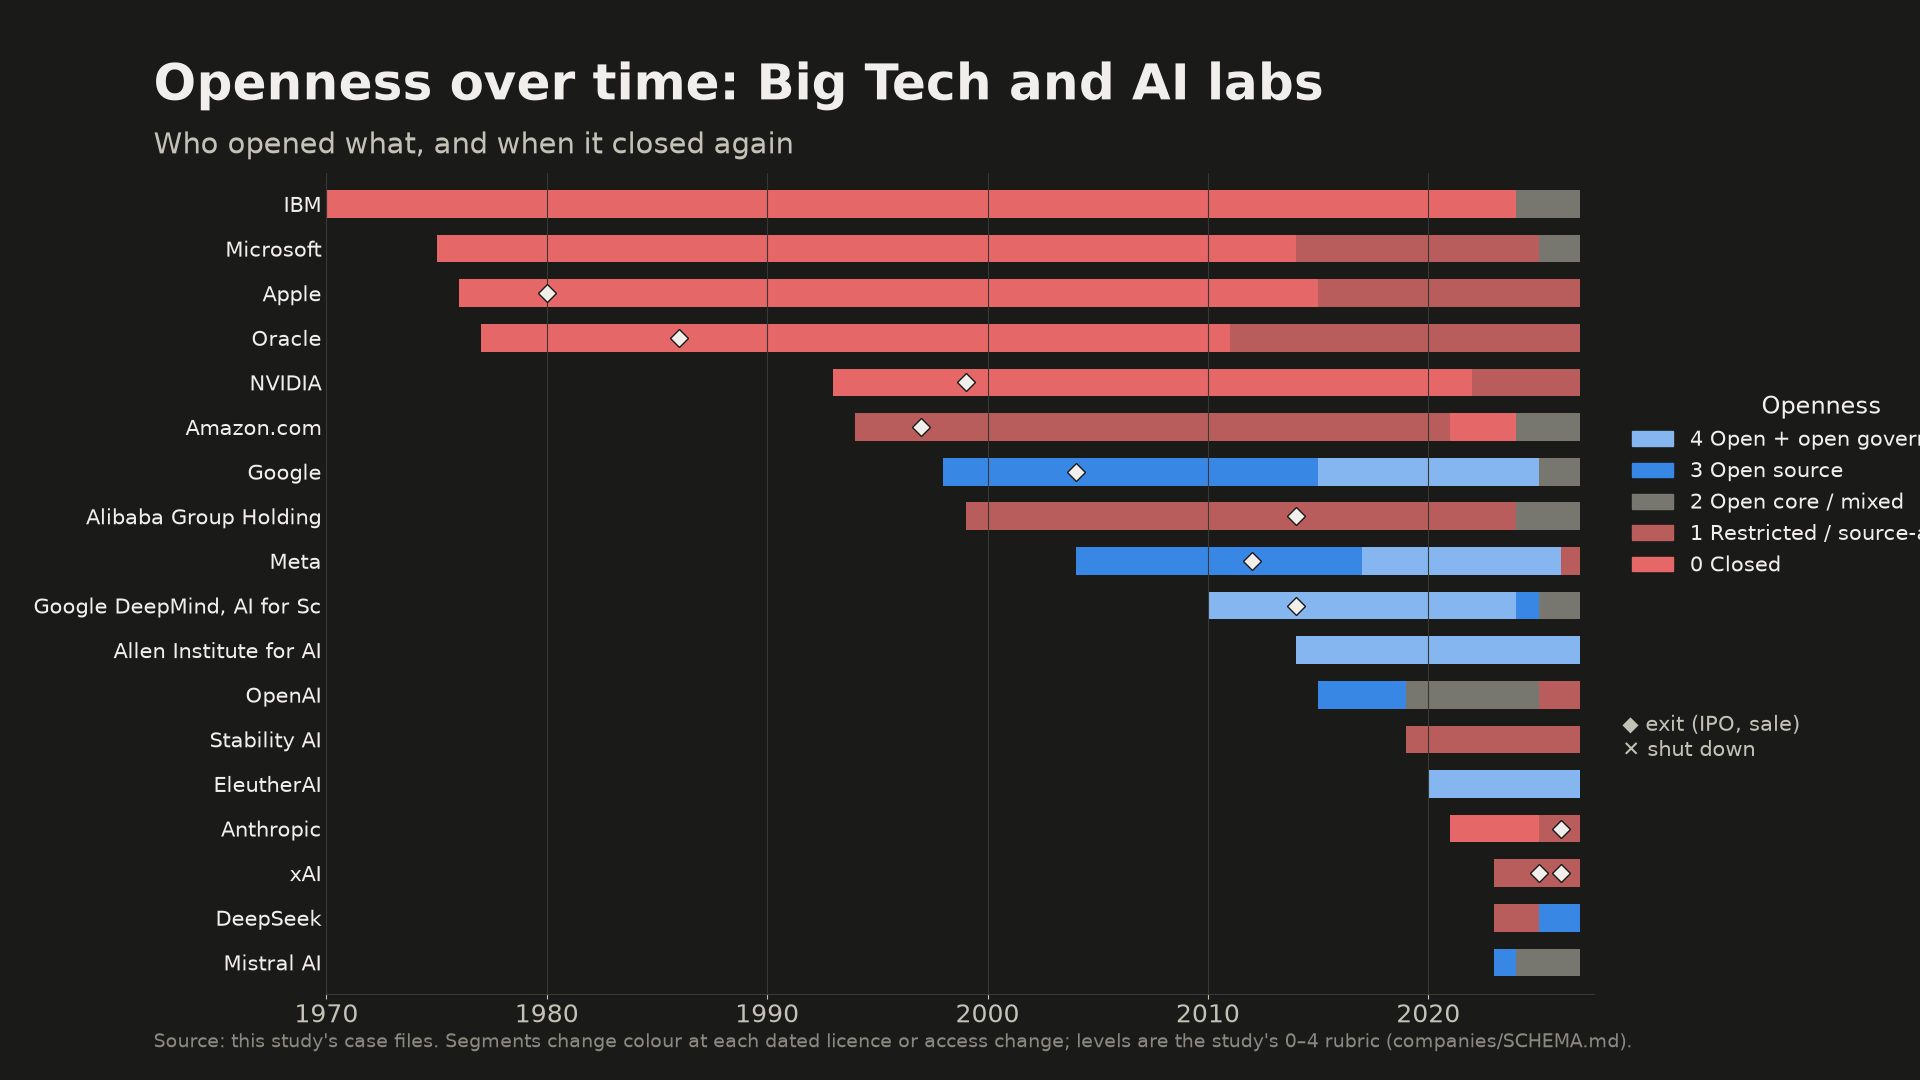 Openness over time: Big Tech and AI labs
Who opened what, and when it closed again
IBM
Microsoft
Apple
Oracle
NVIDIA
Amazon.com
Google
Alibaba Group Holding
Meta
Google DeepMind, AI for Sc
Allen Institute for AI
OpenAI
Stability AI
EleutherAI
Anthropic
xAI
DeepSeek
Mistral AI
Openness
4 Open + open govern
3 Open source
2 Open core / mixed
1 Restricted / source-a
0 Closed
◆ exit (IPO, sale)
✕ shut down
1970 1980 1990 2000 2010 2020
Source: this study's case files. Segments change colour at each dated licence or access change; levels are the study's 0–4 rubric (companies/SCHEMA.md).